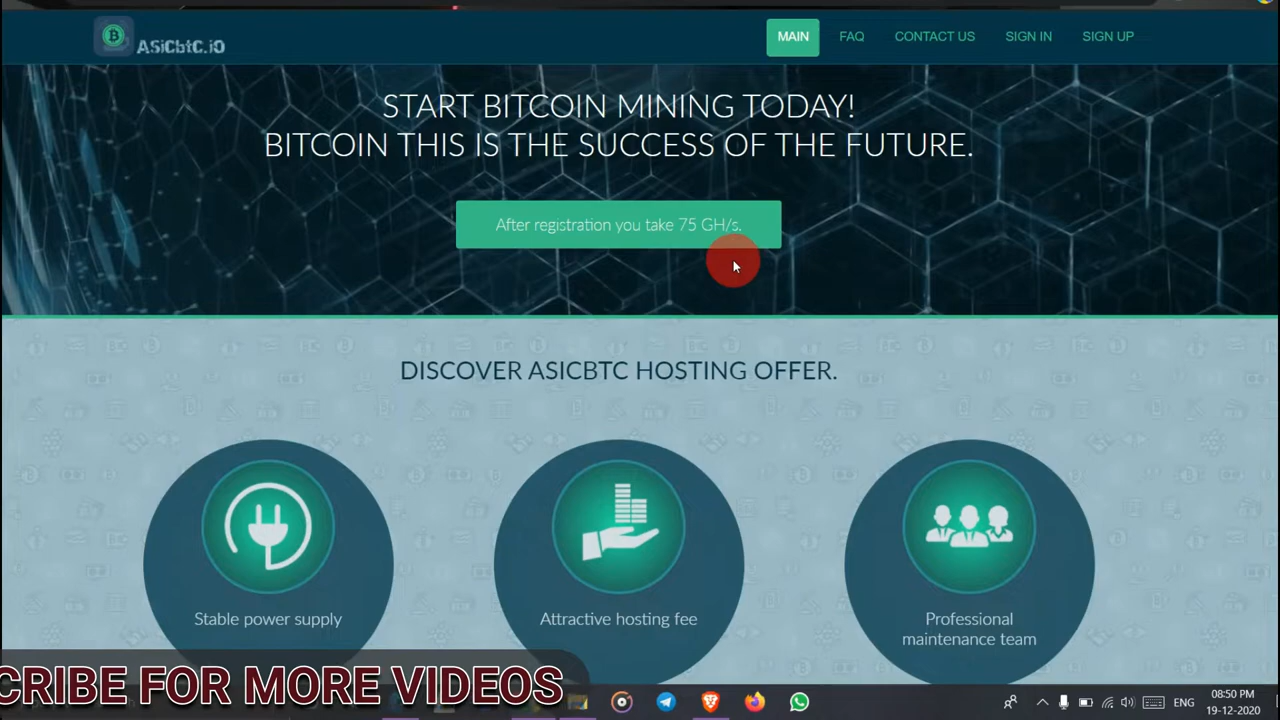 ASiCbtC.iO
MAIN
FAQ
CONTACT US
SIGN IN
SIGN UP
START BITCOIN MINING TODAY!
BITCOIN THIS IS THE SUCCESS OF THE FUTURE.
After registration you take 75 GH/s.
DISCOVER ASICBTC HOSTING OFFER.
Stable power supply
Attractive hosting fee
Professional
maintenance team
CRIBE FOR MORE VIDEOS
ENG
08:50 PM
19-12-2020